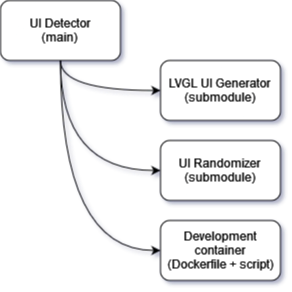 UI Detector
(main)
LVGL UI Generator
(submodule)
UI Randomizer
(submodule)
Development
container
(Dockerfile + script)